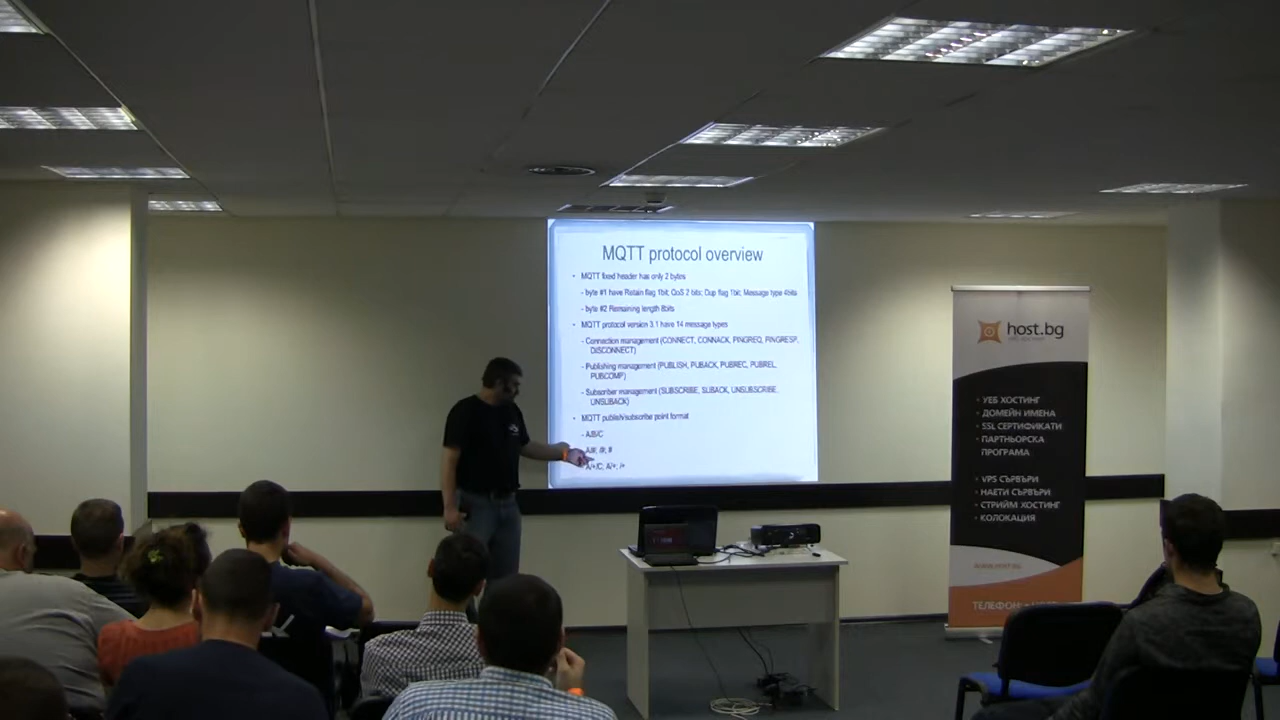 MQTT protocol overview
• MQTT fixed header has only 2 bytes
- byte #1 have Retain flag 1bit; QoS 2 bits; Dup flag 1bit; Message type 4bits
- byte #2 Remaining length 8bits
• MQTT protocol version 3.1 have 14 message types
- Connection management (CONNECT, CONNACK, PINGREQ, PINGRESP,
DISCONNECT)
- Publishing management (PUBLISH, PUBACK, PUBREC, PUBREL,
PUBCOMP)
- Subscriber management (SUBSCRIBE, SUBACK, UNSUBSCRIBE,
UNSUBACK)
• MQTT publish/subscribe point format
- A/B/C
- A/#; /#; #
- A/+/C; A/+; /+
host.bg
• УЕБ ХОСТИНГ
• ДОМЕЙН ИМЕНА
• SSL СЕРТИФИКАТИ
• ПАРТНЬОРСКА
ПРОГРАМА
• VPS СЪРВЪРИ
• НАЕТИ СЪРВЪРИ
• СТРИЙМ ХОСТИНГ
• КОЛОКАЦИЯ
WWW.HOST.BG
ТЕЛЕФОН: